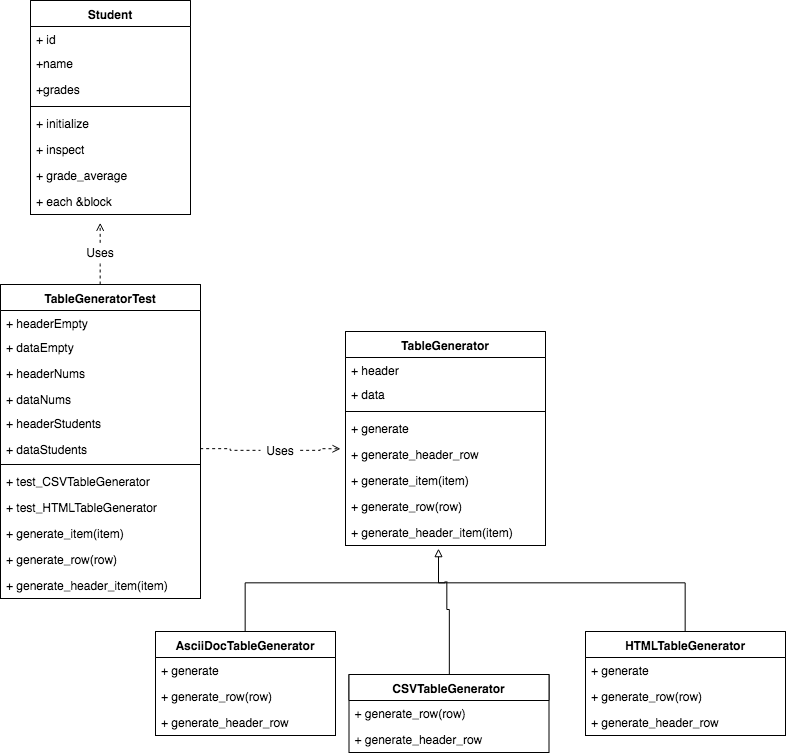 Student
+ id
+name
+grades
+ initialize
+ inspect
+ grade_average
+ each &block
Uses
TableGeneratorTest
+ headerEmpty
+ dataEmpty
+ headerNums
+ dataNums
+ headerStudents
+ dataStudents
+ test_CSVTableGenerator
+ test_HTMLTableGenerator
+ generate_item(item)
+ generate_row(row)
+ generate_header_item(item)
Uses
TableGenerator
+ header
+ data
+ generate
+ generate_header_row
+ generate_item(item)
+ generate_row(row)
+ generate_header_item(item)
AsciiDocTableGenerator
+ generate
+ generate_row(row)
+ generate_header_row
CSVTableGenerator
+ generate_row(row)
+ generate_header_row
HTMLTableGenerator
+ generate
+ generate_row(row)
+ generate_header_row